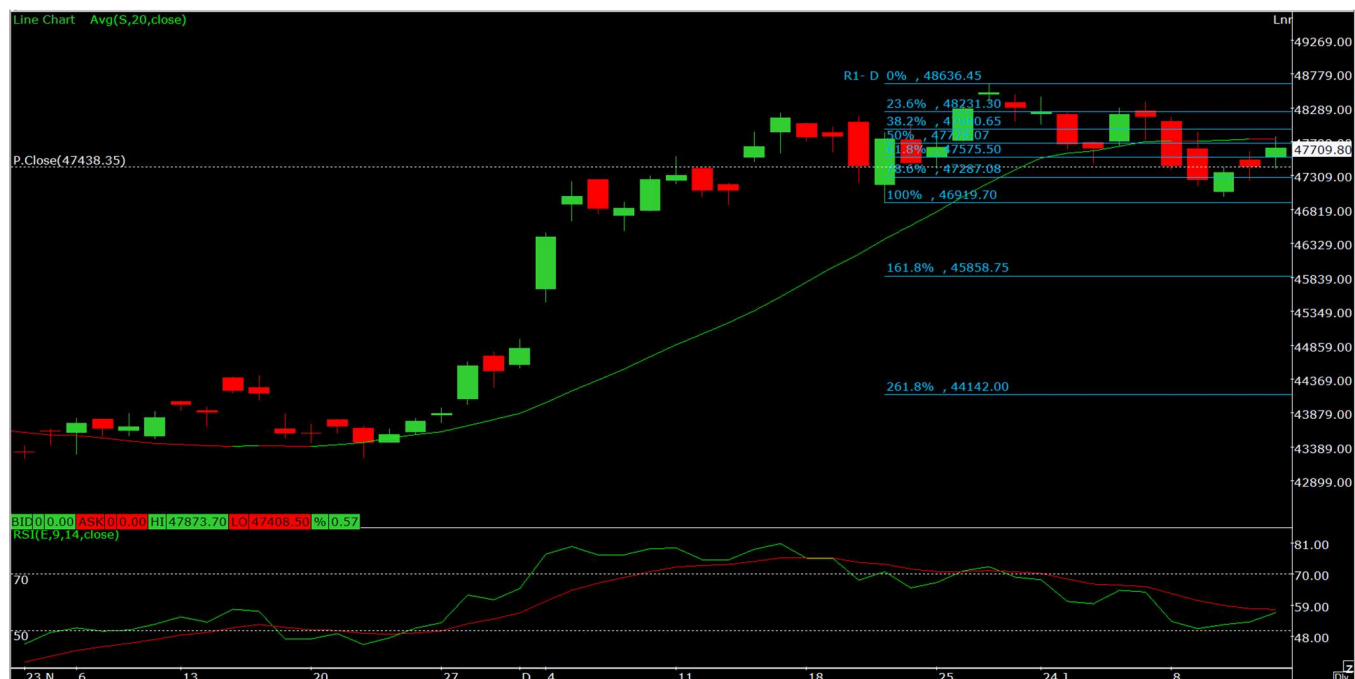 Line Chart Avg(S,20,close)
Lnr
49269.00
R1- D 0% , 48636.45
48779.00
23.6% , 48231.30
48289.00
38.2%
50%
47709.80
P.Close(47438.35)
, 47575.50
78.6% , 47287.08
47309.00
100% , 46919.70
46819.00
46329.00
161.8% , 45858.75
45839.00
45349.00
44859.00
261.8% , 44142.00
44369.00
43879.00
43389.00
42899.00
BID 0 0.00 ASK 0 0.00 HI 47873.70 LO 47408.50 % 0.57
RSI(E,9,14,close)
81.00
70
70.00
59.00
50
48.00
23 N 6 13 20 27 D 4 11 18 25 24 J 8
Z
Dly